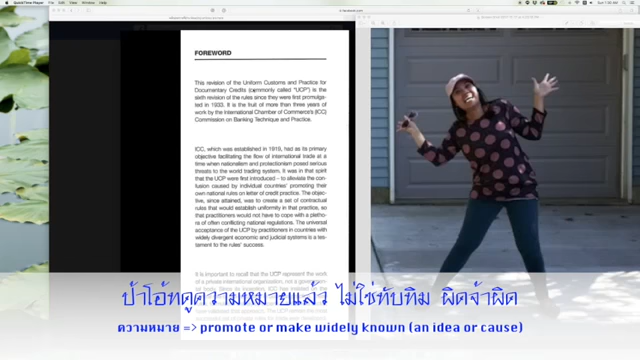 QuickTime Player File Edit View Window Help
FOREWORD
This revision of the Uniform Customs and Practice for
Documentary Credits (commonly called "UCP") is the
sixth revision of the rules since they were first promulga-
ted in 1933. It is the fruit of more than three years of
work by the International Chamber of Commerce's (ICC)
Commission on Banking Technique and Practice.
ICC, which was established in 1919, had as its primary
objective facilitating the flow of international trade at a
time when nationalism and protectionism posed serious
threats to the world trading system. It was in that spirit
that the UCP were first introduced – to alleviate the con-
fusion caused by individual countries' promoting their
own national rules on letter of credit practice. The objec-
tive, since attained, was to create a set of contractual
rules that would establish uniformity in that practice, so
that practitioners would not have to cope with a pletho-
ra of often conflicting national regulations. The universal
acceptance of the UCP by practitioners in countries with
widely divergent economic and judicial systems is a tes-
tament to the rules' success.
It is important to recall that the UCP represent the work
of a private international organization, not a
ป้าโอ้ทดูความหมายแล้ว ไม่ใช่ทับทิม ผิดจ้าผิด
ความหมาย => promote or make widely known (an idea or cause)